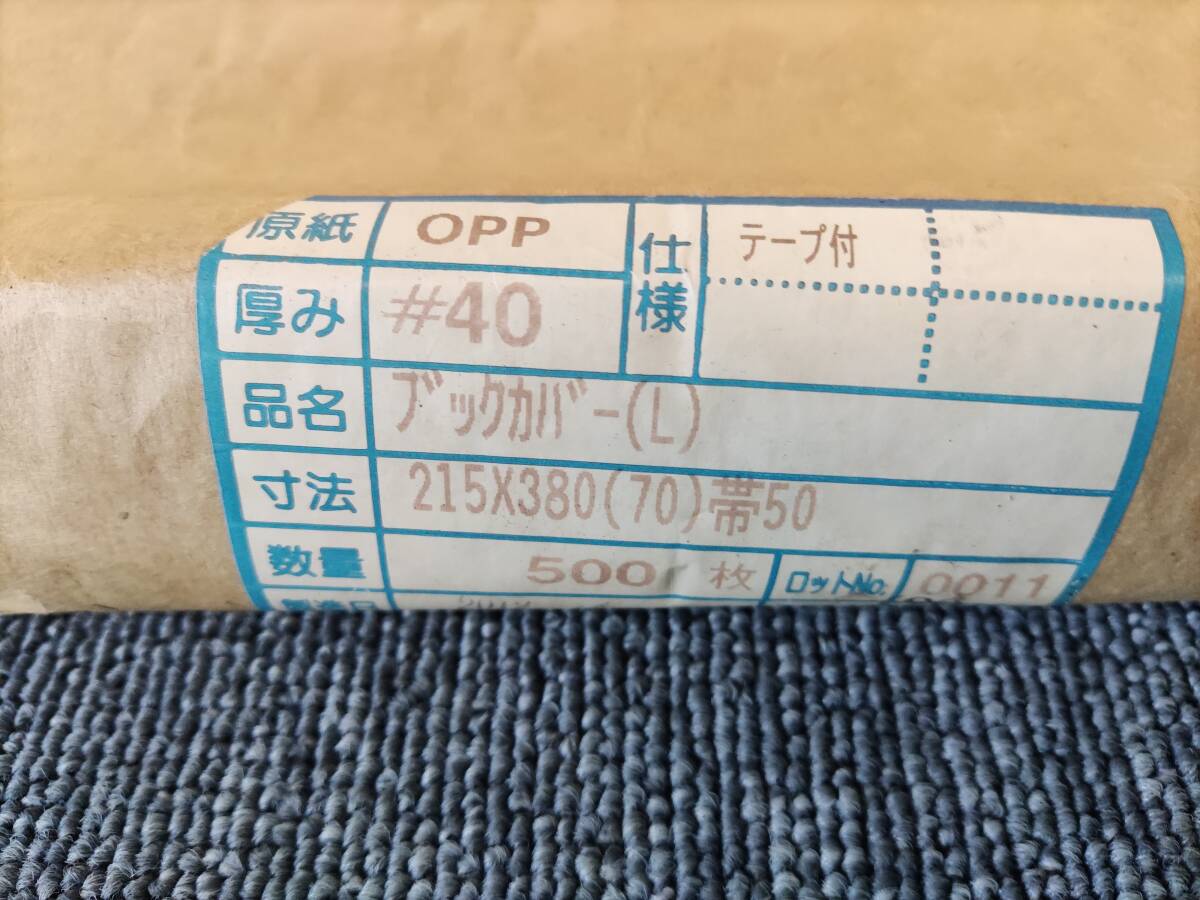 原紙 OPP 仕様 テープ付
厚み #40
品名 ブックカバー(L)
寸法 215X380(70)帯50
数量 500 枚 ロットNo. 0011